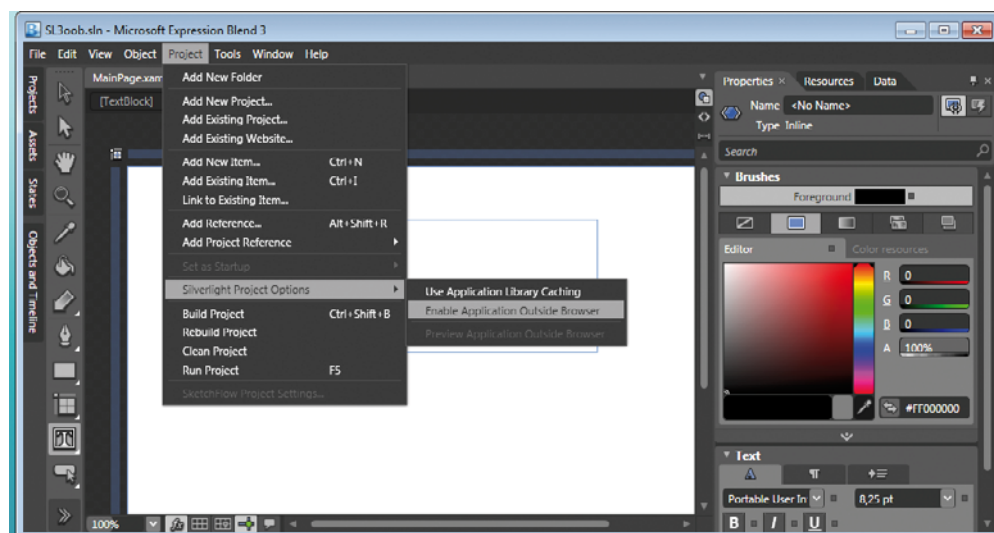 SL3oob.sln - Microsoft Expression Blend 3
File Edit View Object Project Tools Window Help
Projects
Assets
States
Objects and Timeline
MainPage.xam
[TextBlock]
Add New Folder
Add New Project...
Add Existing Project...
Add Existing Website...
Add New Item... Ctrl+N
Add Existing Item... Ctrl+I
Link to Existing Item...
Add Reference... Alt+Shift+R
Add Project Reference
Set as Startup
Silverlight Project Options
Build Project Ctrl+Shift+B
Rebuild Project
Clean Project
Run Project F5
SketchFlow Project Settings...
Use Application Library Caching
Enable Application Outside Browser
Preview Application Outside Browser
100%
Properties × Resources Data
Name <No Name>
Type Inline
Search
Brushes
Foreground
Editor Color resources
R 0
G 0
B 0
A 100%
#FF000000
Text
A ¶
Portable User In 8,25 pt
B I U